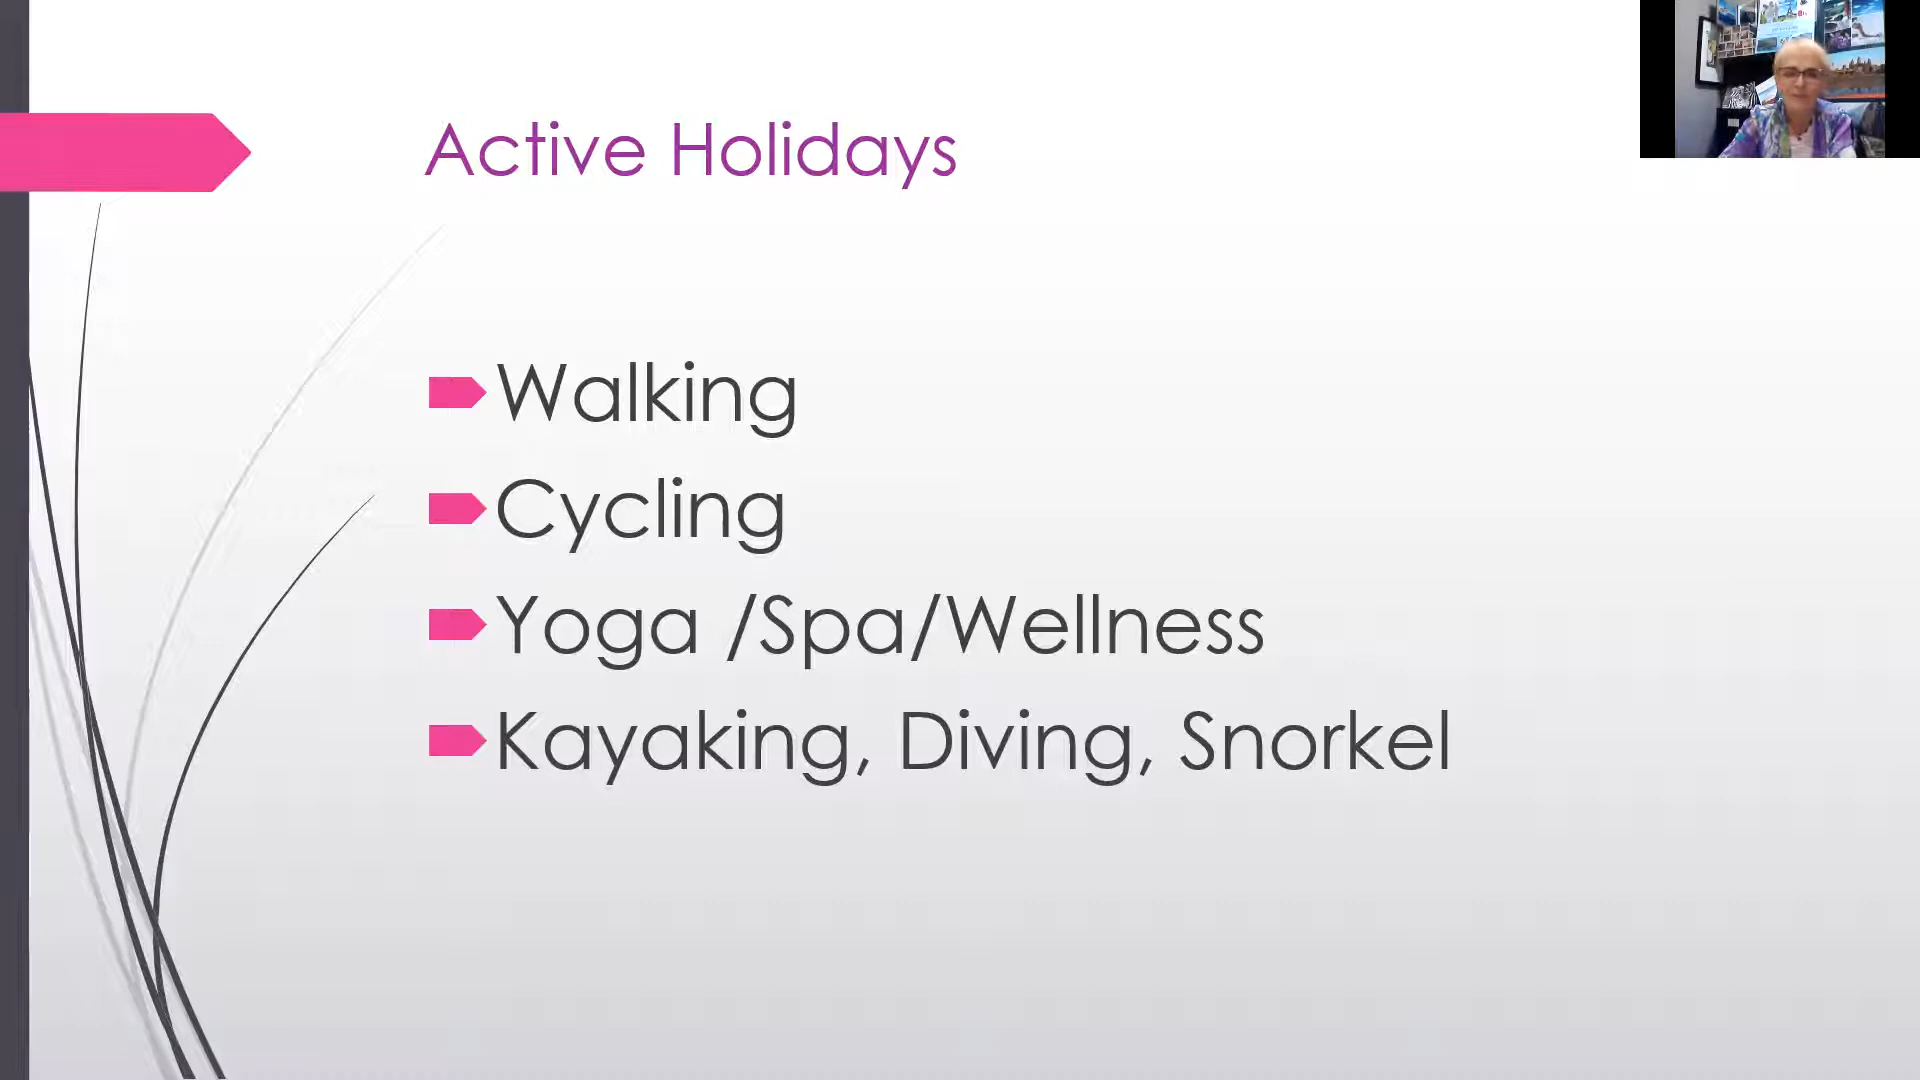 Active Holidays
Walking
Cycling
Yoga /Spa/Wellness
Kayaking, Diving, Snorkel